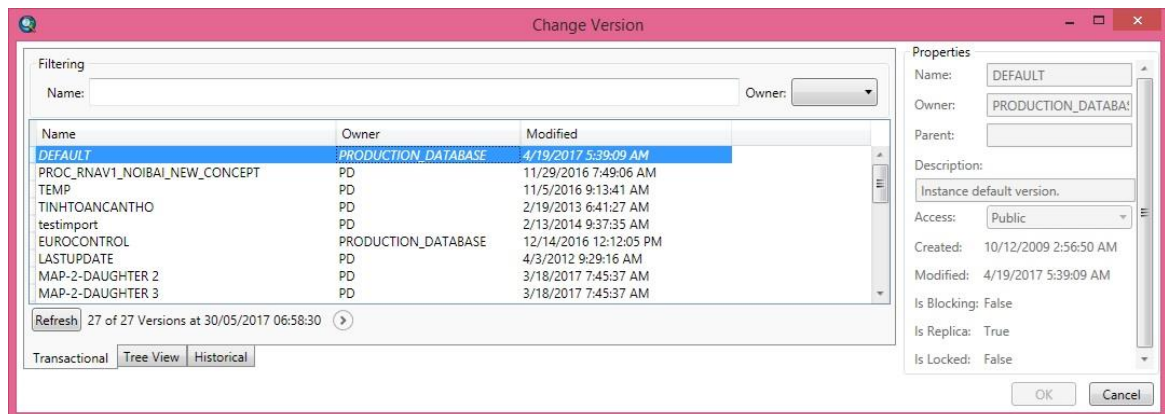 Change Version
Filtering
Name: Owner:
Name Owner Modified
DEFAULT PRODUCTION_DATABASE 4/19/2017 5:39:09 AM
PROC_RNAV1_NOIBAI_NEW_CONCEPT PD 11/29/2016 7:49:06 AM
TEMP PD 11/5/2016 9:13:41 AM
TINHTOANCANTHO PD 2/19/2013 6:41:27 AM
testimport PD 2/13/2014 9:37:35 AM
EUROCONTROL PRODUCTION_DATABASE 12/14/2016 12:12:05 PM
LASTUPDATE PD 4/3/2012 9:29:16 AM
MAP-2-DAUGHTER 2 PD 3/18/2017 7:45:37 AM
MAP-2-DAUGHTER 3 PD 3/18/2017 7:45:37 AM
Refresh 27 of 27 Versions at 30/05/2017 06:58:30
Transactional Tree View Historical
Properties
Name: DEFAULT
Owner: PRODUCTION_DATABAS
Parent:
Description:
Instance default version.
Access: Public
Created: 10/12/2009 2:56:50 AM
Modified: 4/19/2017 5:39:09 AM
Is Blocking: False
Is Replica: True
Is Locked: False
OK Cancel